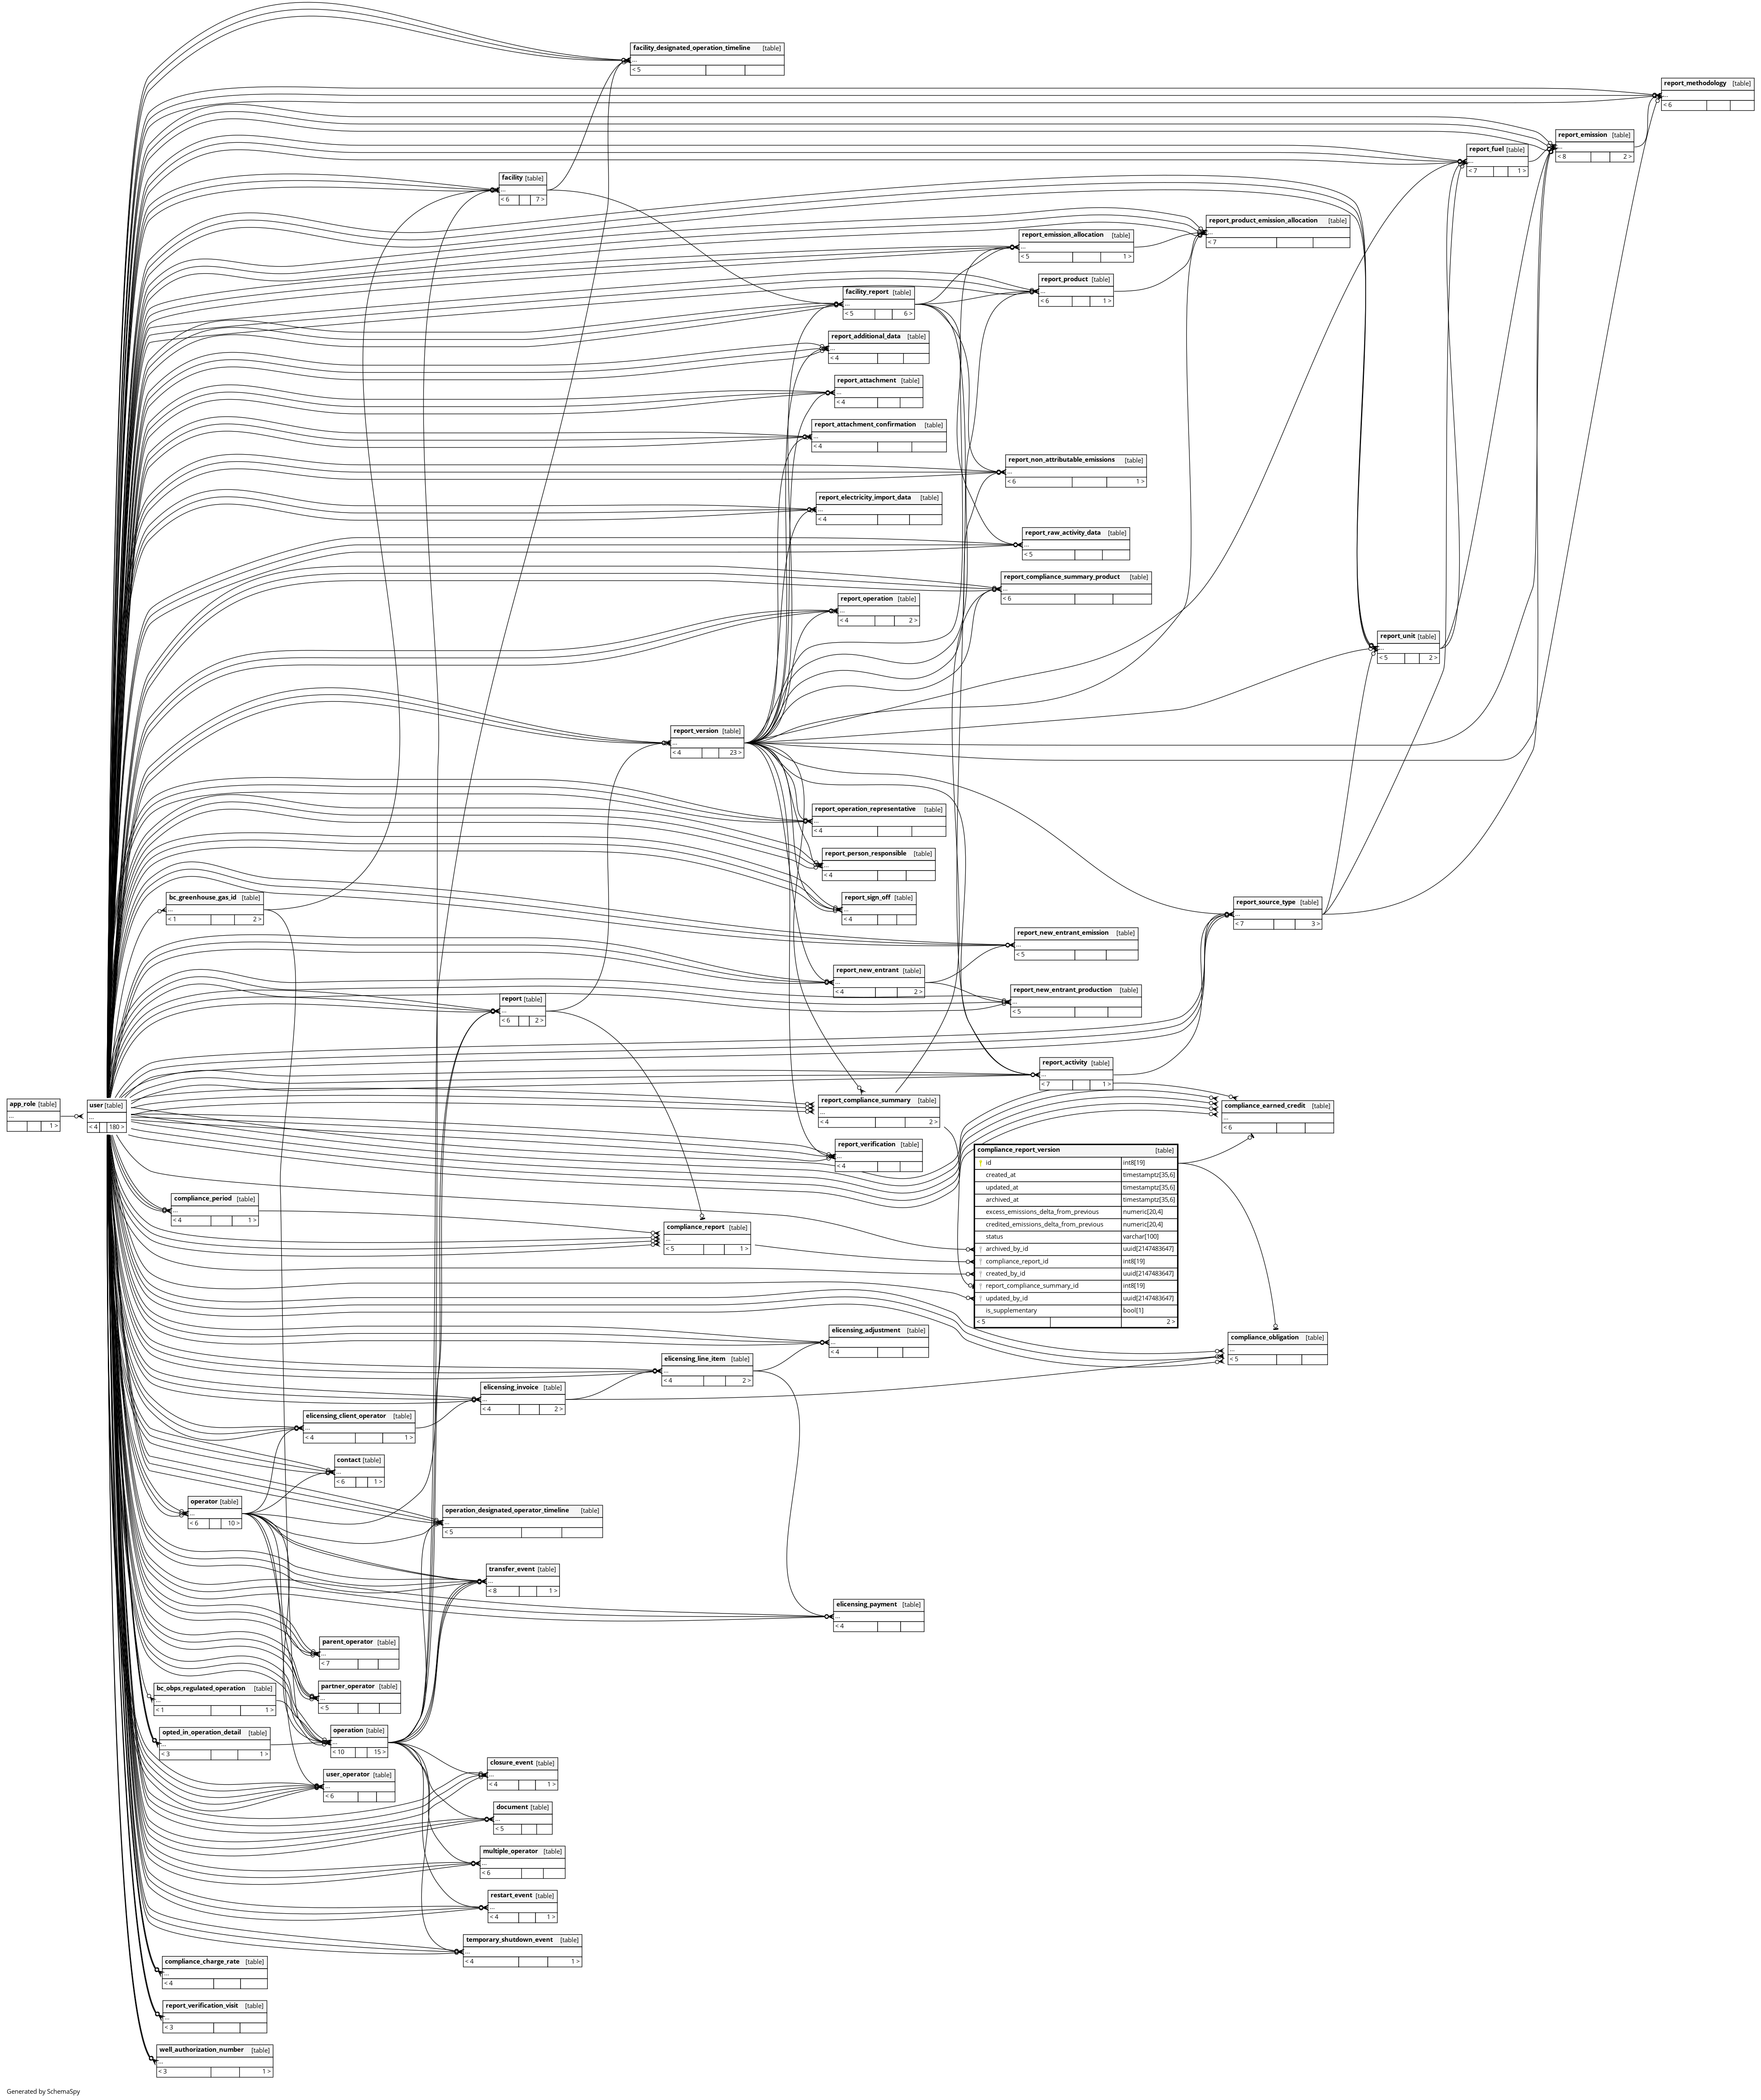 facility_designated_operation_timeline [table]
...
< 5
report_methodology [table]
...
< 6
report_emission [table]
...
< 8 2 >
report_fuel [table]
...
< 7 1 >
facility [table]
...
< 6 7 >
report_product_emission_allocation [table]
...
< 7
report_emission_allocation [table]
...
< 5 1 >
report_product [table]
...
< 6 1 >
facility_report [table]
...
< 5 6 >
report_additional_data [table]
...
< 4
report_attachment [table]
...
< 4
report_attachment_confirmation [table]
...
< 4
report_non_attributable_emissions [table]
...
< 6 1 >
report_electricity_import_data [table]
...
< 4
report_raw_activity_data [table]
...
< 5
report_compliance_summary_product [table]
...
< 6
report_operation [table]
...
< 4 2 >
report_unit [table]
...
< 5 2 >
report_version [table]
...
< 4 23 >
report_operation_representative [table]
...
< 4
report_person_responsible [table]
...
< 4
bc_greenhouse_gas_id [table]
...
< 1 2 >
report_sign_off [table]
...
< 4
report_source_type [table]
...
< 7 3 >
report_new_entrant_emission [table]
...
< 5
report_new_entrant [table]
...
< 4 2 >
report_new_entrant_production [table]
...
< 5
report [table]
...
< 6 2 >
report_activity [table]
...
< 7 1 >
app_role [table]
...
1 >
user [table]
...
< 4 180 >
report_compliance_summary [table]
...
< 4 2 >
compliance_earned_credit [table]
...
< 6
report_verification [table]
...
< 4
compliance_report_version [table]
id int8[19]
created_at timestamptz[35,6]
updated_at timestamptz[35,6]
archived_at timestamptz[35,6]
excess_emissions_delta_from_previous numeric[20,4]
credited_emissions_delta_from_previous numeric[20,4]
status varchar[100]
archived_by_id uuid[2147483647]
compliance_report_id int8[19]
created_by_id uuid[2147483647]
report_compliance_summary_id int8[19]
updated_by_id uuid[2147483647]
is_supplementary bool[1]
< 5 2 >
compliance_period [table]
...
< 4 1 >
compliance_report [table]
...
< 5 1 >
elicensing_adjustment [table]
...
< 4
compliance_obligation [table]
...
< 5
elicensing_line_item [table]
...
< 4 2 >
elicensing_invoice [table]
...
< 4 2 >
elicensing_client_operator [table]
...
< 4 1 >
contact [table]
...
< 6 1 >
operator [table]
...
< 6 10 >
operation_designated_operator_timeline [table]
...
< 5
transfer_event [table]
...
< 8 1 >
elicensing_payment [table]
...
< 4
parent_operator [table]
...
< 7
partner_operator [table]
...
< 5
bc_obps_regulated_operation [table]
...
< 1 1 >
opted_in_operation_detail [table]
...
< 3 1 >
operation [table]
...
< 10 15 >
closure_event [table]
...
< 4 1 >
user_operator [table]
...
< 6
document [table]
...
< 5
multiple_operator [table]
...
< 6
restart_event [table]
...
< 4 1 >
temporary_shutdown_event [table]
...
< 4 1 >
compliance_charge_rate [table]
...
< 4
report_verification_visit [table]
...
< 3
well_authorization_number [table]
...
< 3 1 >
Generated by SchemaSpy